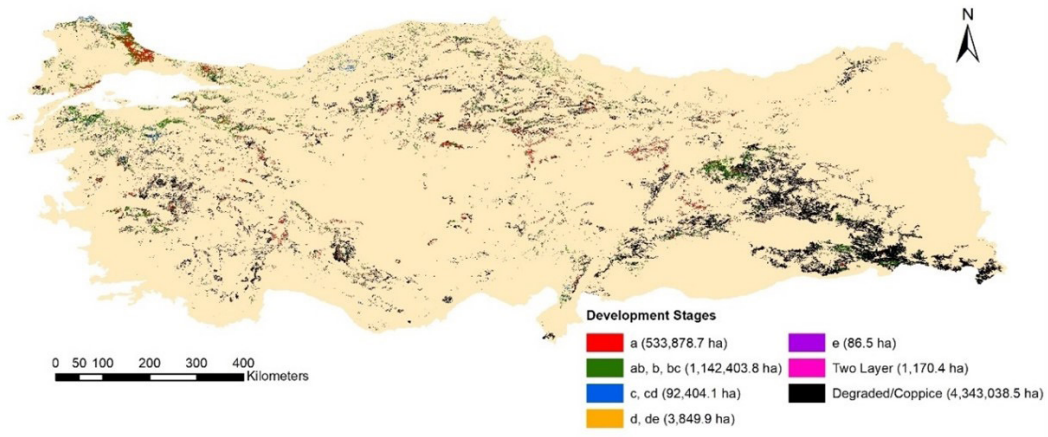 N
Development Stages
a (533,878.7 ha)
ab, b, bc (1,142,403.8 ha)
c, cd (92,404.1 ha)
d, de (3,849.9 ha)
e (86.5 ha)
Two Layer (1,170.4 ha)
Degraded/Coppice (4,343,038.5 ha)
0 50 100 200 300 400
Kilometers